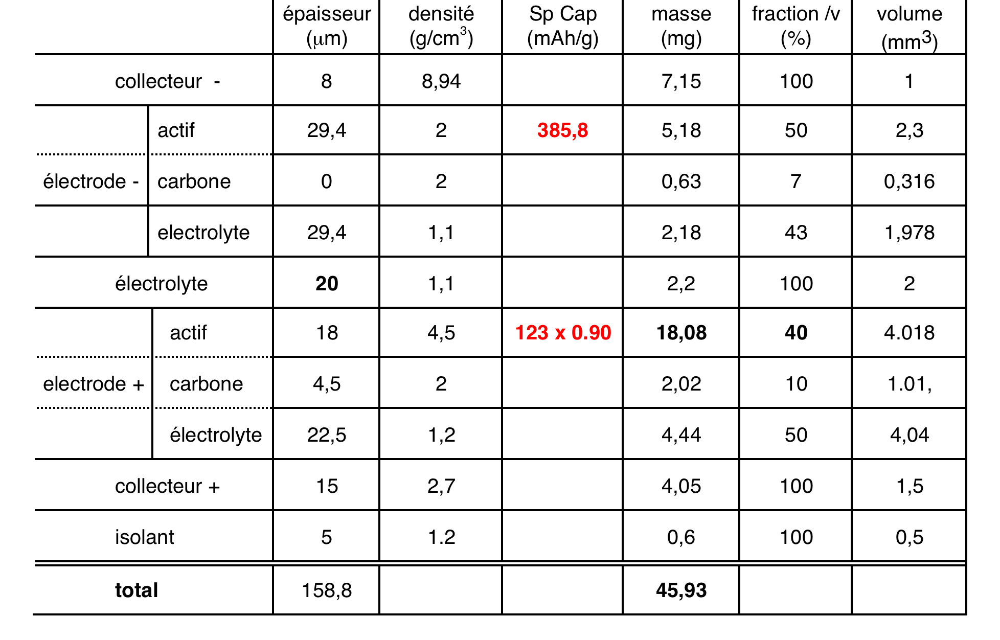 épaisseur (μm) densité (g/cm³) Sp Cap (mAh/g) masse (mg) fraction /v (%) volume (mm3)
collecteur - 8 8,94 7,15 100 1
actif 29,4 2 385,8 5,18 50 2,3
électrode - carbone 0 2 0,63 7 0,316
electrolyte 29,4 1,1 2,18 43 1,978
électrolyte 20 1,1 2,2 100 2
actif 18 4,5 123 x 0.90 18,08 40 4.018
electrode + carbone 4,5 2 2,02 10 1.01,
électrolyte 22,5 1,2 4,44 50 4,04
collecteur + 15 2,7 4,05 100 1,5
isolant 5 1.2 0,6 100 0,5
total 158,8 45,93